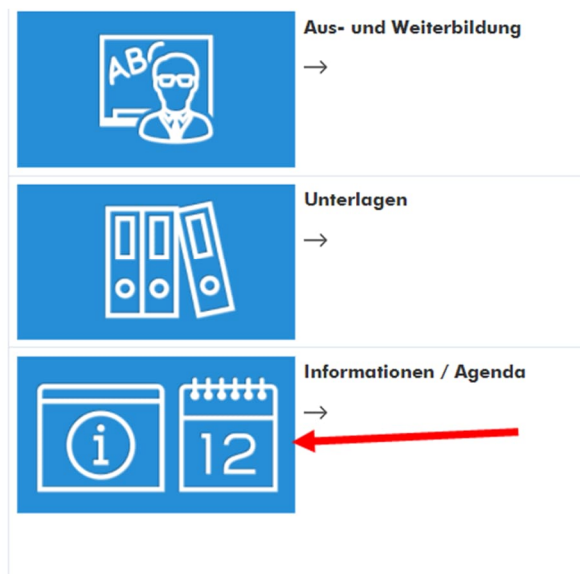 ABC
Aus- und Weiterbildung
→
Unterlagen
→
Informationen / Agenda
→
i
12